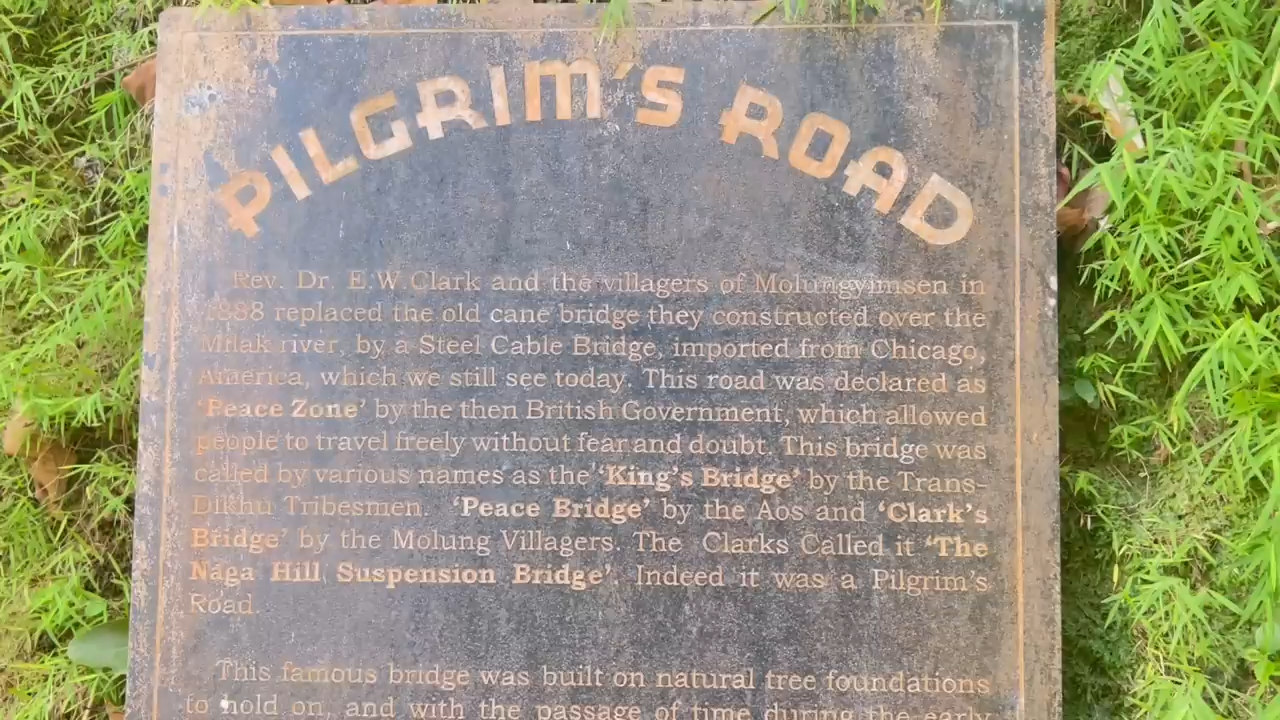 PILGRIM'S ROAD
Rev. Dr. E.W.Clark and the villagers of Molungyimsen in
1888 replaced the old cane bridge they constructed over the
Milak river, by a Steel Cable Bridge, imported from Chicago,
America, which we still see today. This road was declared as
'Peace Zone' by the then British Government, which allowed
people to travel freely without fear and doubt. This bridge was
called by various names as the 'King's Bridge' by the Trans-
Dikhu Tribesmen. 'Peace Bridge' by the Aos and 'Clark's
Bridge' by the Molung Villagers. The Clarks Called it 'The
Naga Hill Suspension Bridge'. Indeed it was a Pilgrim's
Road.
This famous bridge was built on natural tree foundations
to hold on, and with the passage of time during the early